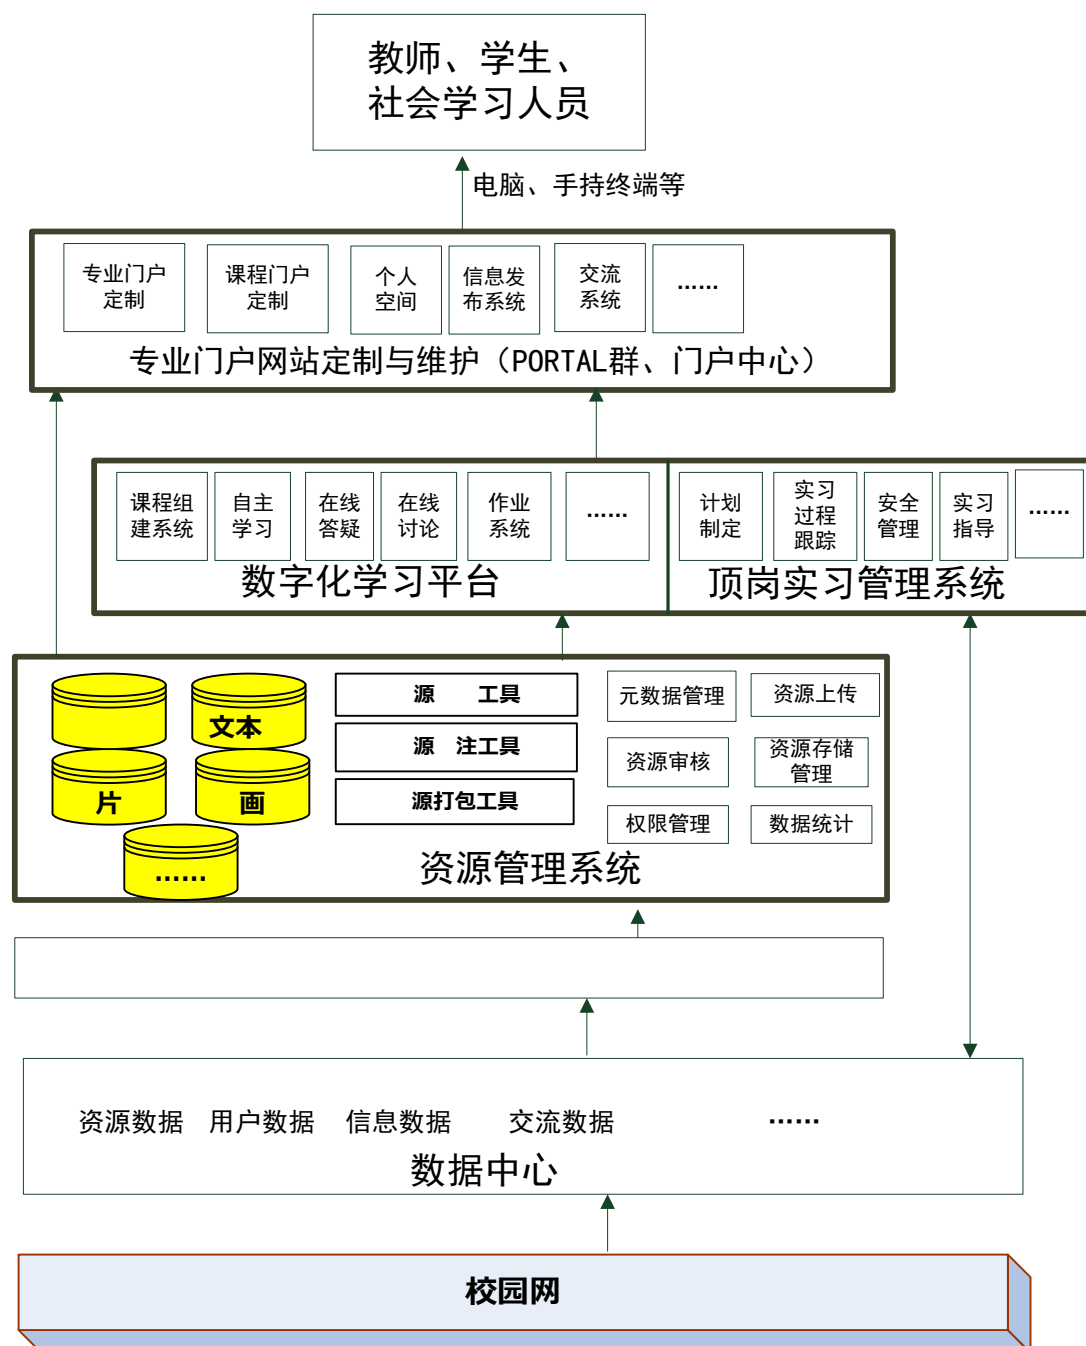 教师、学生、
社会学习人员
电脑、手持终端等
专业门户
定制
课程门户
定制
个人
空间
信息发
布系统
交流
系统
……
专业门户网站定制与维护（PORTAL群、门户中心）
课程组
建系统
自主
学习
在线
答疑
在线
讨论
作业
系统
……
数字化学习平台
计划
制定
实习
过程
跟踪
安全
管理
实习
指导
……
顶岗实习管理系统
文本
片
画
……
源 工具
源 注工具
源打包工具
元数据管理
资源上传
资源审核
资源存储
管理
权限管理
数据统计
资源管理系统
资源数据 用户数据 信息数据 交流数据 ……
数据中心
校园网